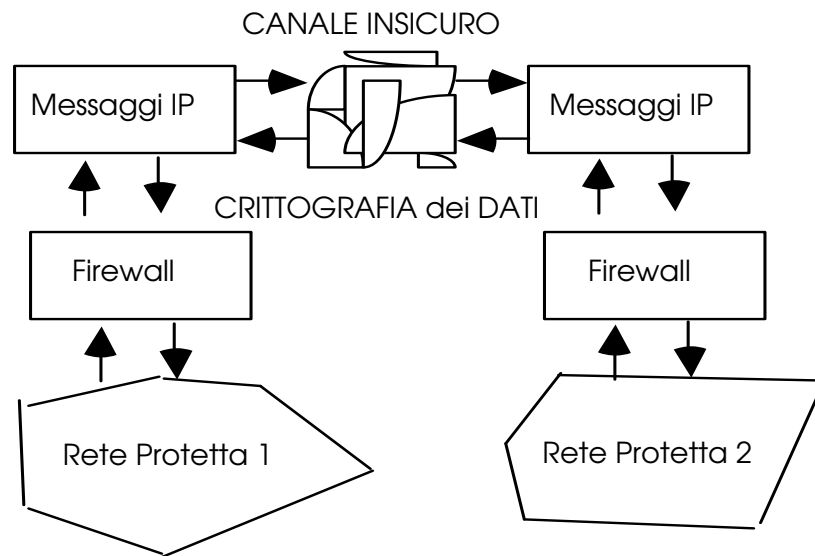 CANALE INSICURO
Messaggi IP
Messaggi IP
CRITTOGRAFIA dei DATI
Firewall
Firewall
Rete Protetta 1
Rete Protetta 2